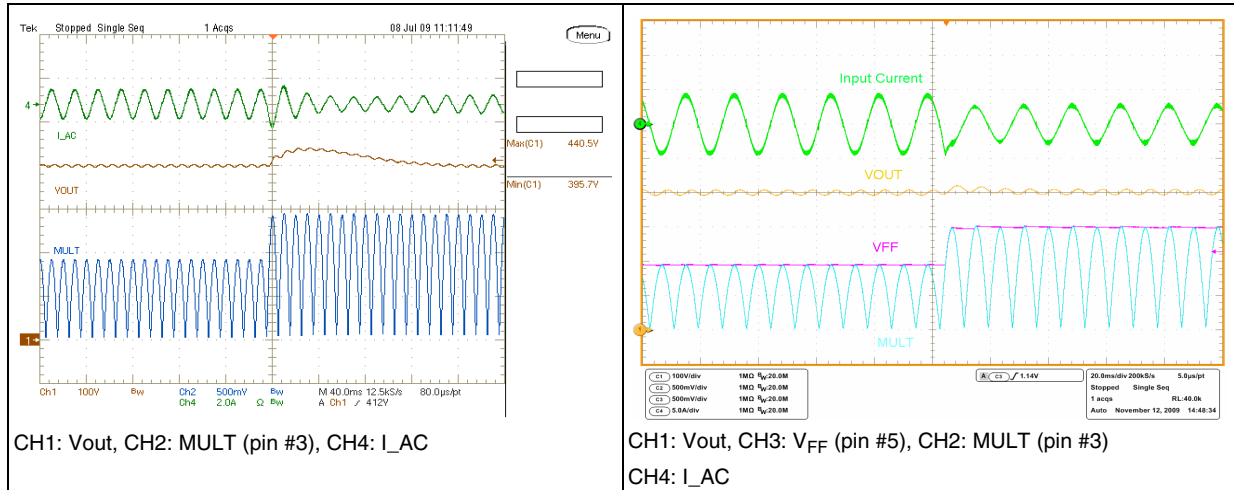 Tek Stopped Single Seq 1 Acqs 08 Jul 09 11:11:49
Menu
4
I_AC
Max(C1) 440.5V
Min(C1) 395.7V
VOUT
MULT
1
Ch1 100V Bw Ch2 500mV Bw M 40.0ms 12.5kS/s 80.0µs/pt
Ch4 2.0A Ω Bw A Ch1 ∕ 412V
CH1: Vout, CH2: MULT (pin #3), CH4: I_AC
Input Current
4
VOUT
VFF
1
MULT
C1 100V/div 1MΩ BW:20.0M
C2 500mV/div 1MΩ BW:20.0M
C3 500mV/div 1MΩ BW:20.0M
C4 5.0A/div 1MΩ BW:20.0M
A C3 ∫ 1.14V
20.0ms/div 200kS/s 5.0µs/pt
Stopped Single Seq
1 acqs RL:40.0k
Auto November 12, 2009 14:48:34
CH1: Vout, CH3: VFF (pin #5), CH2: MULT (pin #3)
CH4: I_AC